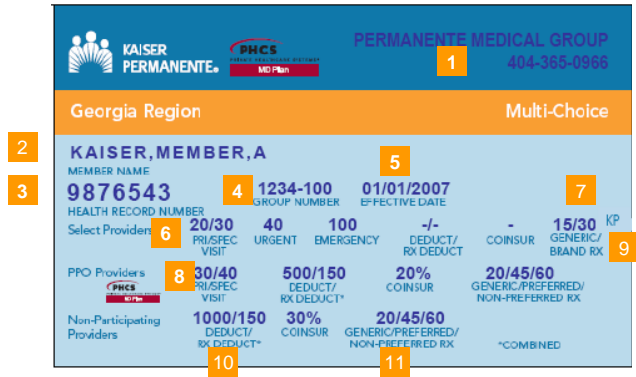 KAISER PERMANENTE®
PHCS
PRIVATE HEALTHCARE SYSTEMS
MD Plan
PERMANENTE MEDICAL GROUP
1 404-365-0966
Georgia Region Multi-Choice
2 KAISER,MEMBER,A 5
MEMBER NAME
3 9876543 4 1234-100 01/01/2007 7
HEALTH RECORD NUMBER GROUP NUMBER EFFECTIVE DATE
Select Providers 6 20/30 40 100 -/- - 15/30 KP
PRI/SPEC VISIT URGENT EMERGENCY DEDUCT/ RX DEDUCT COINSUR GENERIC/ BRAND RX 9
PPO Providers 8 30/40 500/150 20% 20/45/60
PHCS
MD Plan
PRI/SPEC VISIT DEDUCT/ RX DEDUCT* COINSUR GENERIC/PREFERRED/ NON-PREFERRED RX
Non-Participating Providers 1000/150 30% 20/45/60
DEDUCT/ RX DEDUCT* COINSUR GENERIC/PREFERRED/ NON-PREFERRED RX *COMBINED
10 11